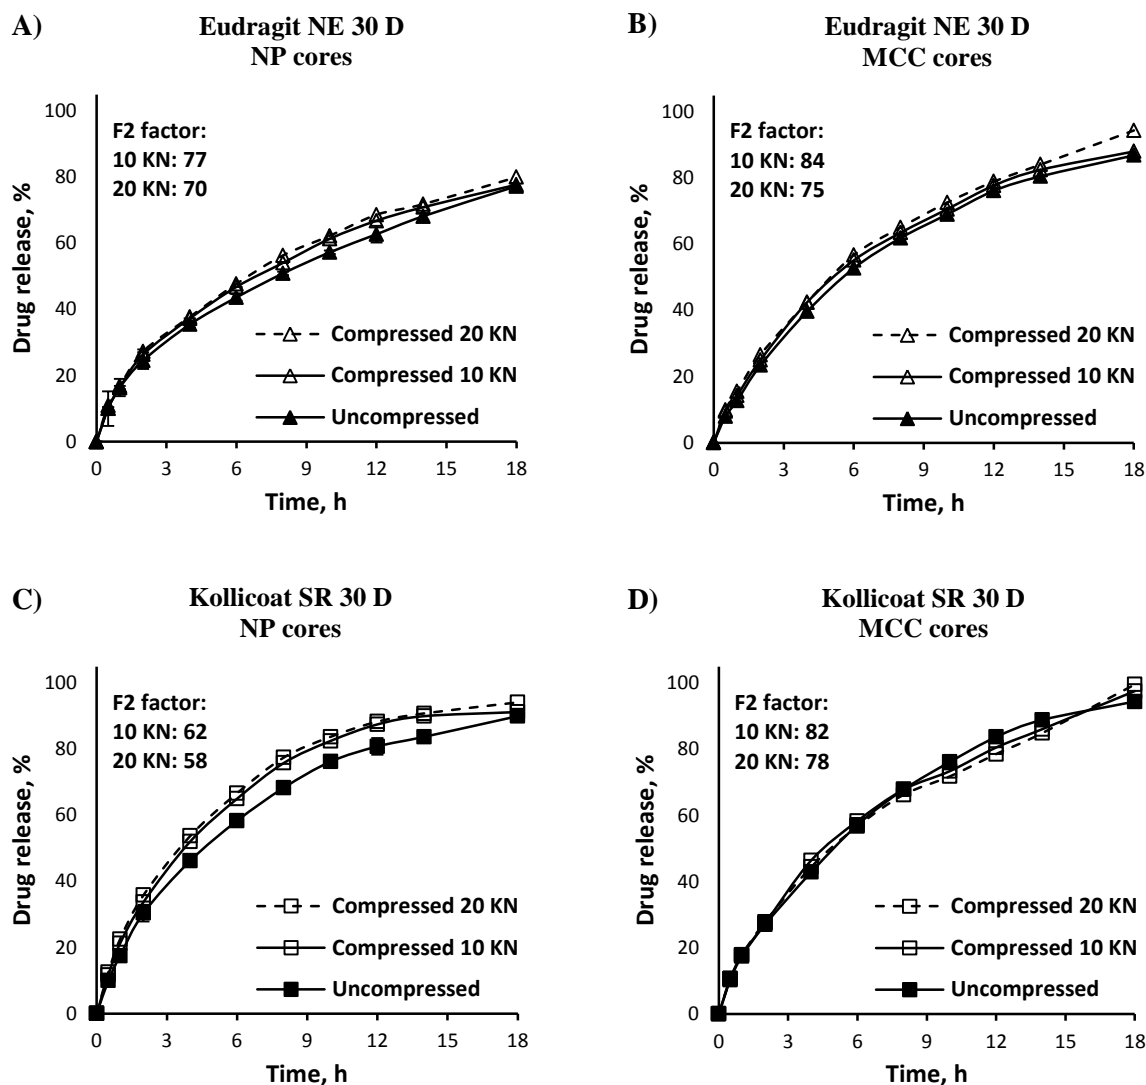 A)
Eudragit NE 30 D
NP cores
F2 factor:
10 KN: 77
20 KN: 70
Drug release, %
100
80
60
40
20
0
Compressed 20 KN
Compressed 10 KN
Uncompressed
0 3 6 9 12 15 18
Time, h
B)
Eudragit NE 30 D
MCC cores
F2 factor:
10 KN: 84
20 KN: 75
Drug release, %
100
80
60
40
20
0
Compressed 20 KN
Compressed 10 KN
Uncompressed
0 3 6 9 12 15 18
Time, h
C)
Kollicoat SR 30 D
NP cores
F2 factor:
10 KN: 62
20 KN: 58
Drug release, %
100
80
60
40
20
0
Compressed 20 KN
Compressed 10 KN
Uncompressed
0 3 6 9 12 15 18
Time, h
D)
Kollicoat SR 30 D
MCC cores
F2 factor:
10 KN: 82
20 KN: 78
Drug release, %
100
80
60
40
20
0
Compressed 20 KN
Compressed 10 KN
Uncompressed
0 3 6 9 12 15 18
Time, h